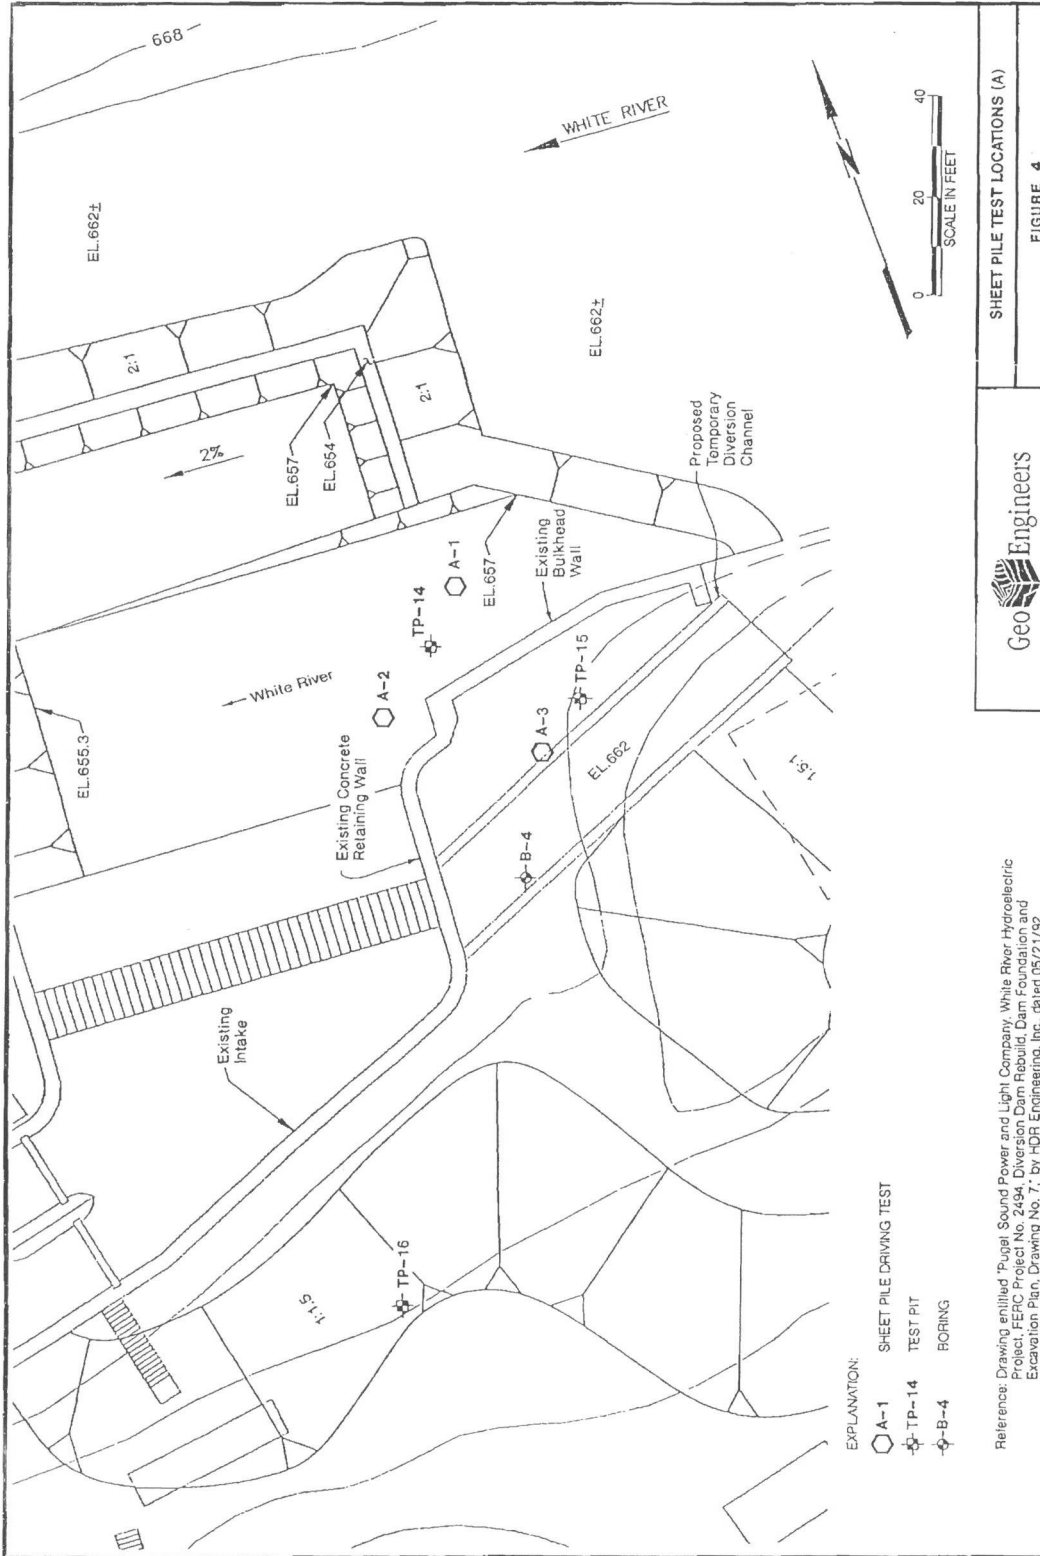 668
EL.662±
WHITE RIVER
2:1
2%
EL.657
EL.654
2:1
EL.662±
A-1
TP-14
EL.657
Existing
Bulkhead
Wall
Proposed
Temporary
Diversion
Channel
White River
A-2
TP-15
A-3
EL.655.3
EL.662
1.5:1
Existing Concrete
Retaining Wall
B-4
Existing
Intake
TP-16
1:1.5
0 20 40
SCALE IN FEET
EXPLANATION:
A-1 SHEET PILE DRIVING TEST
TP-14 TEST PIT
B-4 BORING
Reference: Drawing entitled "Puget Sound Power and Light Company, White River Hydroelectric
Project, FERC Project No. 2494, Diversion Dam Rebuild, Dam Foundation and
Excavation Plan, Drawing No. 7," by HDR Engineering, Inc., dated 05/21/92
Geo Engineers
SHEET PILE TEST LOCATIONS (A)
FIGURE 4